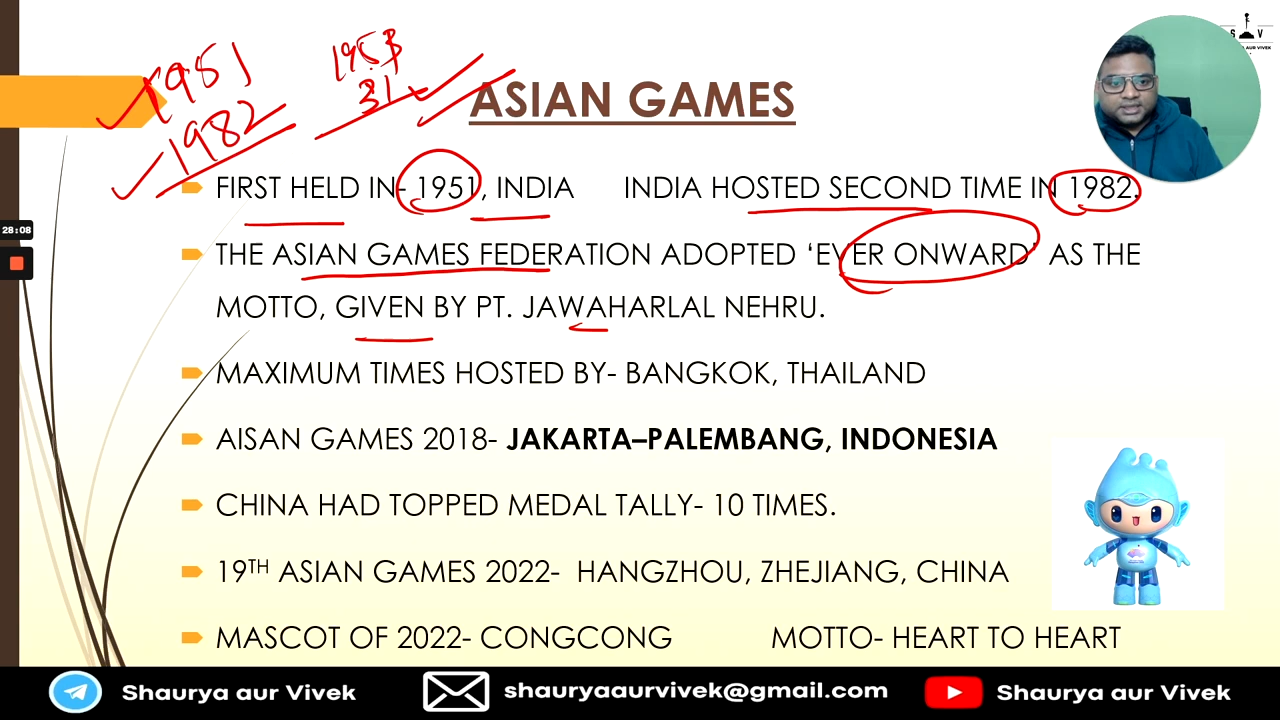 1951
1982
195
31
S V
ASIAN GAMES
FIRST HELD IN- 1951, INDIA INDIA HOSTED SECOND TIME IN 1982.
28:08
THE ASIAN GAMES FEDERATION ADOPTED ‘EVER ONWARD’ AS THE
MOTTO, GIVEN BY PT. JAWAHARLAL NEHRU.
MAXIMUM TIMES HOSTED BY- BANGKOK, THAILAND
AISAN GAMES 2018- JAKARTA–PALEMBANG, INDONESIA
CHINA HAD TOPPED MEDAL TALLY- 10 TIMES.
19TH ASIAN GAMES 2022- HANGZHOU, ZHEJIANG, CHINA
MASCOT OF 2022- CONGCONG MOTTO- HEART TO HEART
Shaurya aur Vivek shauryaaurvivek@gmail.com Shaurya aur Vivek